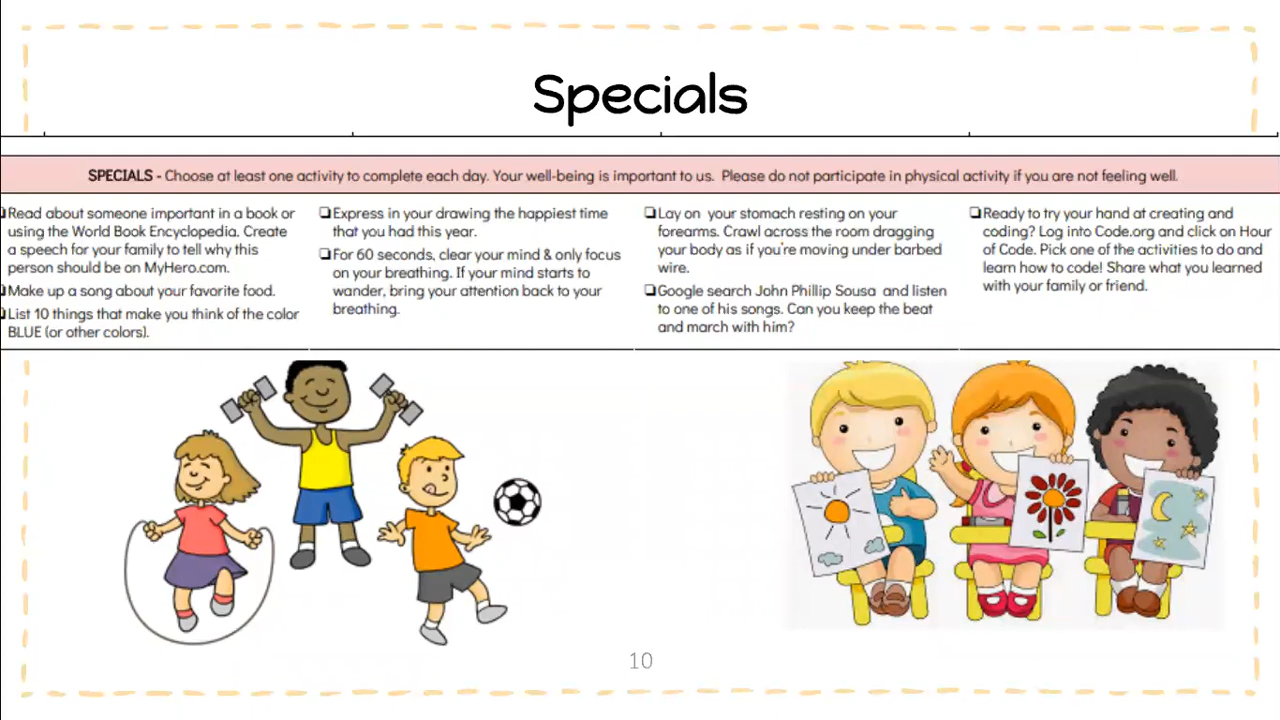 Specials
SPECIALS - Choose at least one activity to complete each day. Your well-being is important to us. Please do not participate in physical activity if you are not feeling well.
❏Read about someone important in a book or
using the World Book Encyclopedia. Create
a speech for your family to tell why this
person should be on MyHero.com.
❏Make up a song about your favorite food.
❏List 10 things that make you think of the color
BLUE (or other colors).
❏Express in your drawing the happiest time
that you had this year.
❏For 60 seconds, clear your mind & only focus
on your breathing. If your mind starts to
wander, bring your attention back to your
breathing.
❏Lay on your stomach resting on your
forearms. Crawl across the room dragging
your body as if you're moving under barbed
wire.
❏Google search John Phillip Sousa and listen
to one of his songs. Can you keep the beat
and march with him?
❏Ready to try your hand at creating and
coding? Log into Code.org and click on Hour
of Code. Pick one of the activities to do and
learn how to code! Share what you learned
with your family or friend.
10